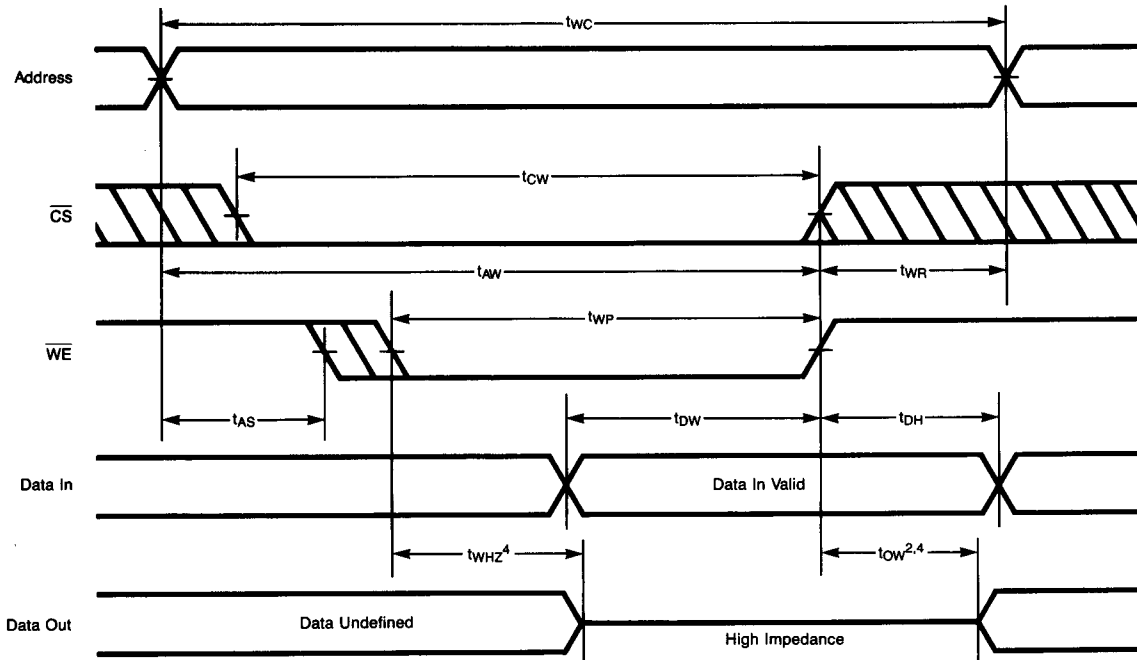 tWC
Address
tCW
CS
tAW
tWR
tWP
WE
tAS
tDW
tDH
Data In
Data In Valid
tWHZ4
tOW2,4
Data Out
Data Undefined
High Impedance